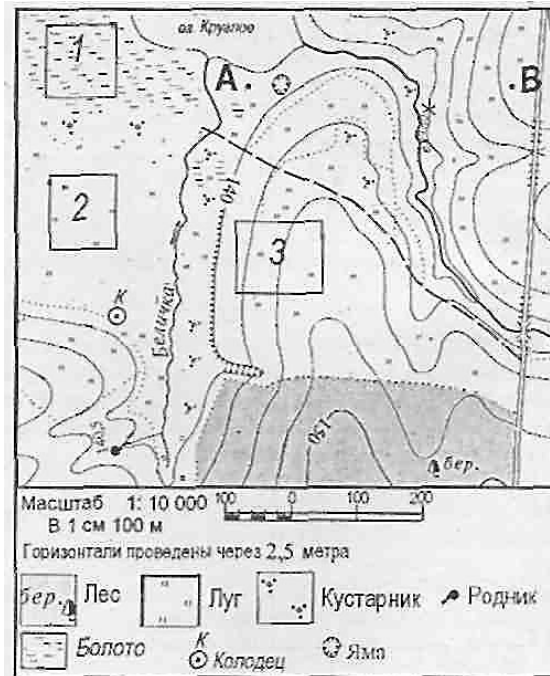 оз. Круглое
1
А.
.В
2
140
3
К
Беличка
150
бер.
Масштаб 1: 10 000 100 0 100 200
В 1 см 100 м
Горизонтали проведены через 2,5 метра
бер. Лес Луг Кустарник Родник
Болото К Колодец Яма